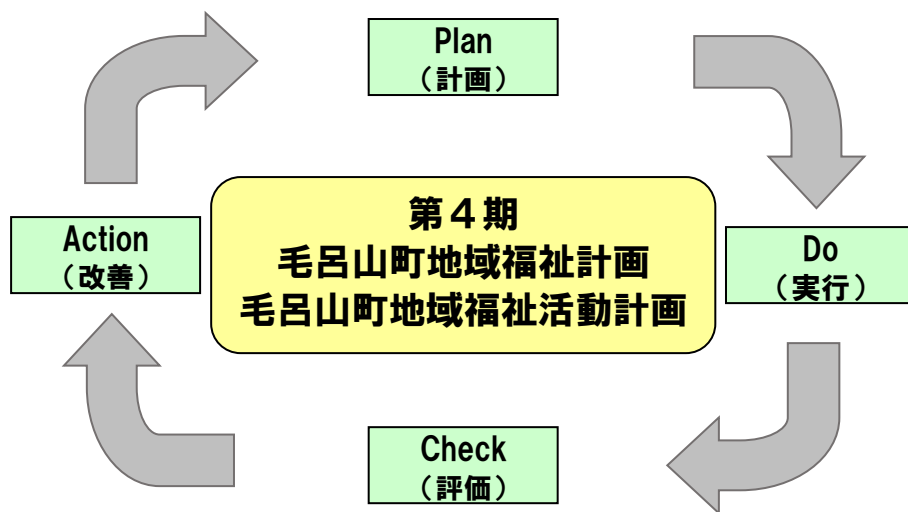 Plan
（計画）
第４期
毛呂山町地域福祉計画
毛呂山町地域福祉活動計画
Action
（改善）
Do
（実行）
Check
（評価）